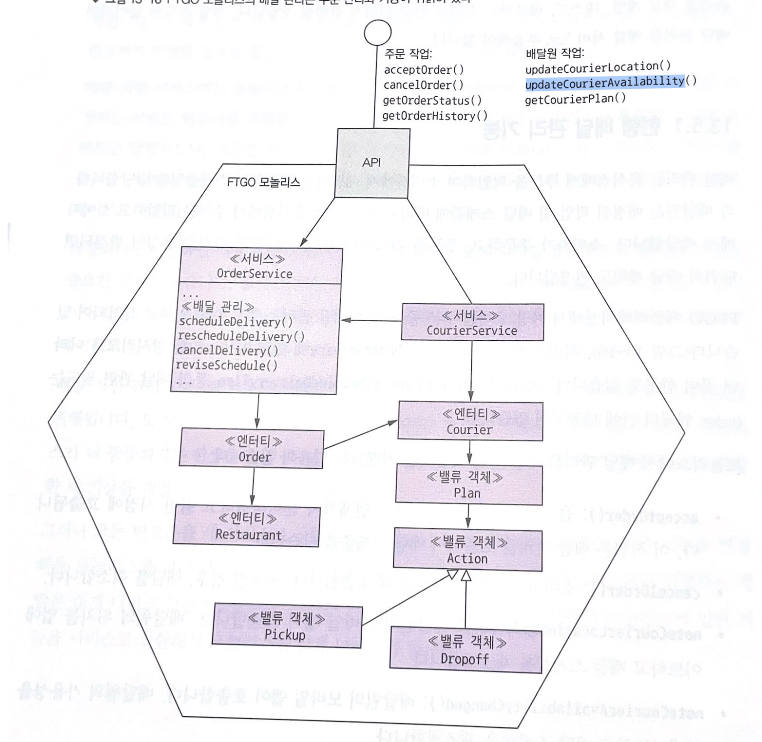 주문 작업:
acceptOrder()
cancelOrder()
getOrderStatus()
getOrderHistory()
배달원 작업:
updateCourierLocation()
updateCourierAvailability()
getCourierPlan()
API
FTGO 모놀리스
≪서비스≫
OrderService
...
≪배달 관리≫
scheduleDelivery()
rescheduleDelivery()
cancelDelivery()
reviseSchedule()
...
≪서비스≫
CourierService
≪엔터티≫
Order
≪엔터티≫
Courier
≪엔터티≫
Restaurant
≪밸류 객체≫
Plan
≪밸류 객체≫
Action
≪밸류 객체≫
Pickup
≪밸류 객체≫
Dropoff